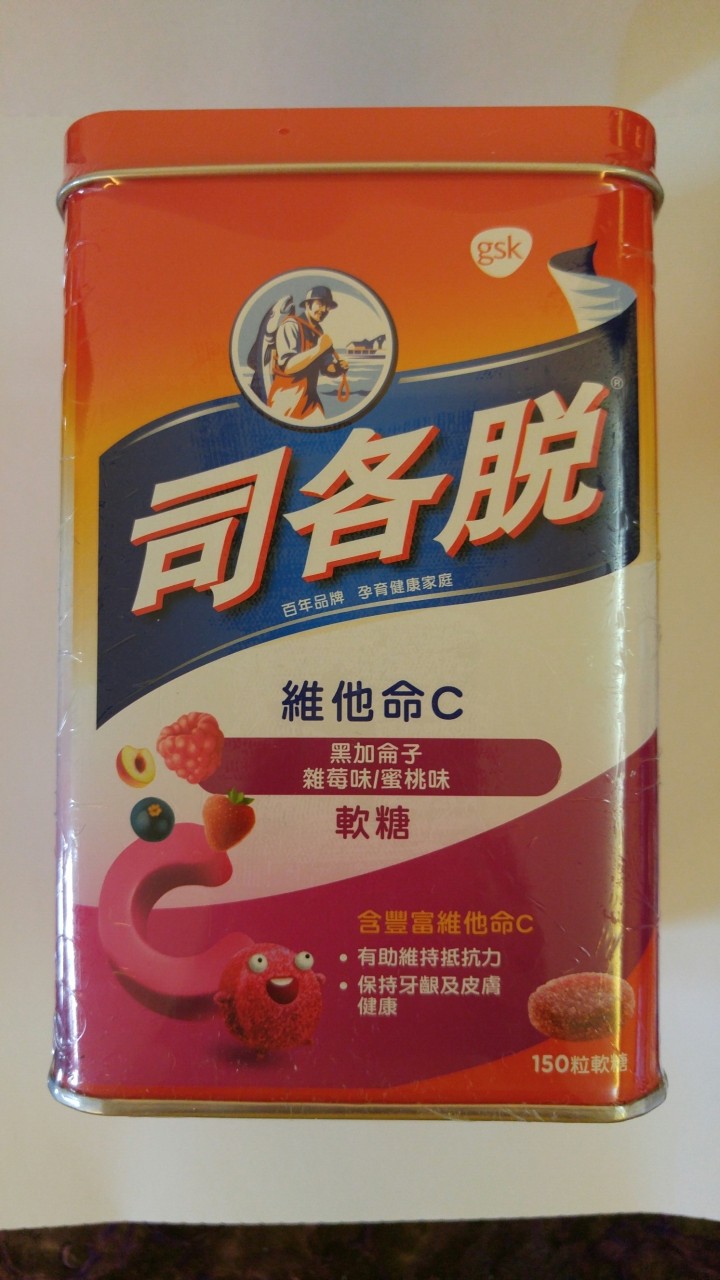 gsk
司各脱®
百年品牌 孕育健康家庭
維他命C
黑加侖子
雜莓味/蜜桃味
軟糖
含豐富維他命C
• 有助維持抵抗力
• 保持牙齦及皮膚
健康
150粒軟糖